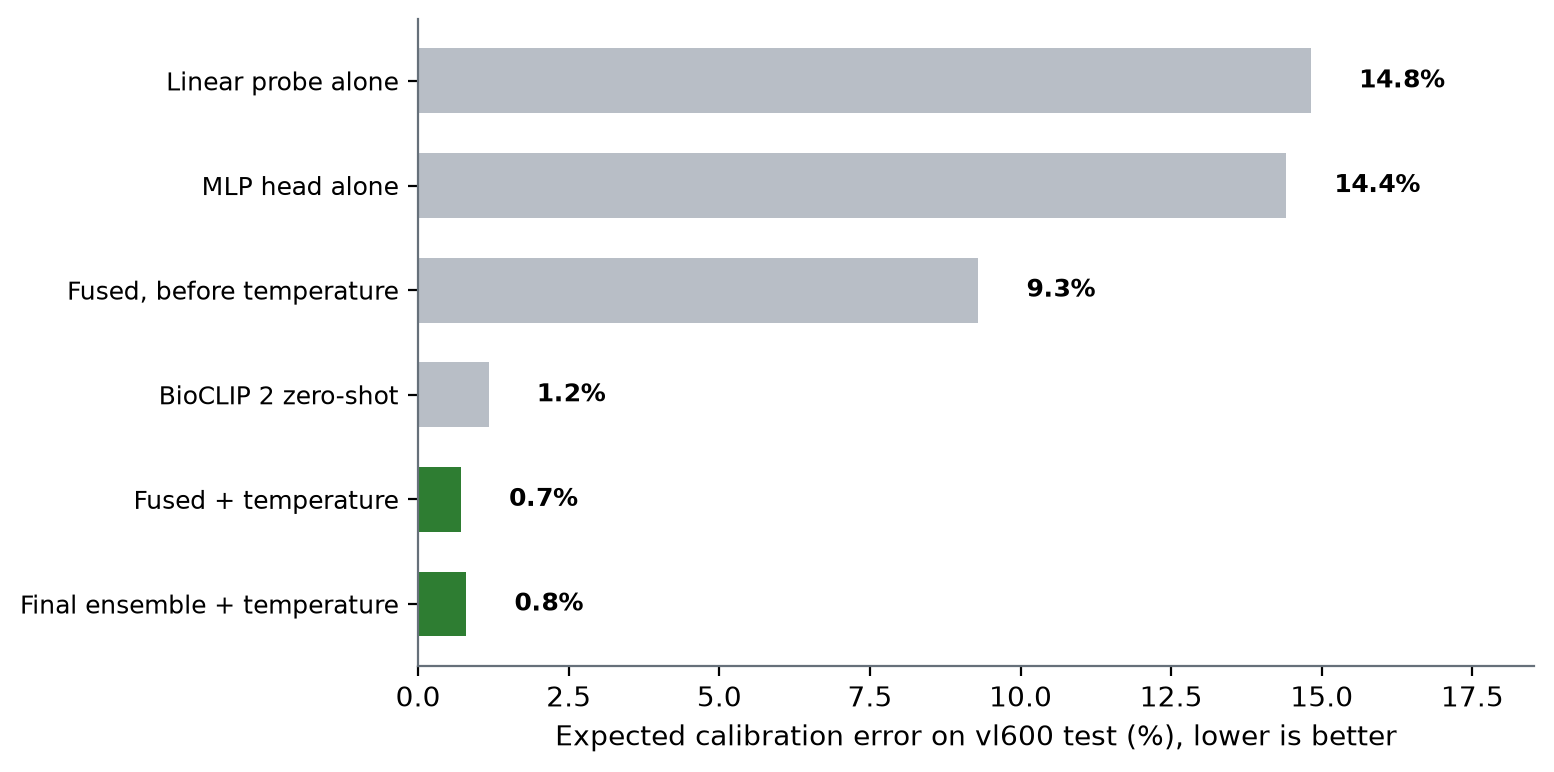 Linear probe alone 14.8%
MLP head alone 14.4%
Fused, before temperature 9.3%
BioCLIP 2 zero-shot 1.2%
Fused + temperature 0.7%
Final ensemble + temperature 0.8%
0.0 2.5 5.0 7.5 10.0 12.5 15.0 17.5
Expected calibration error on vl600 test (%), lower is better